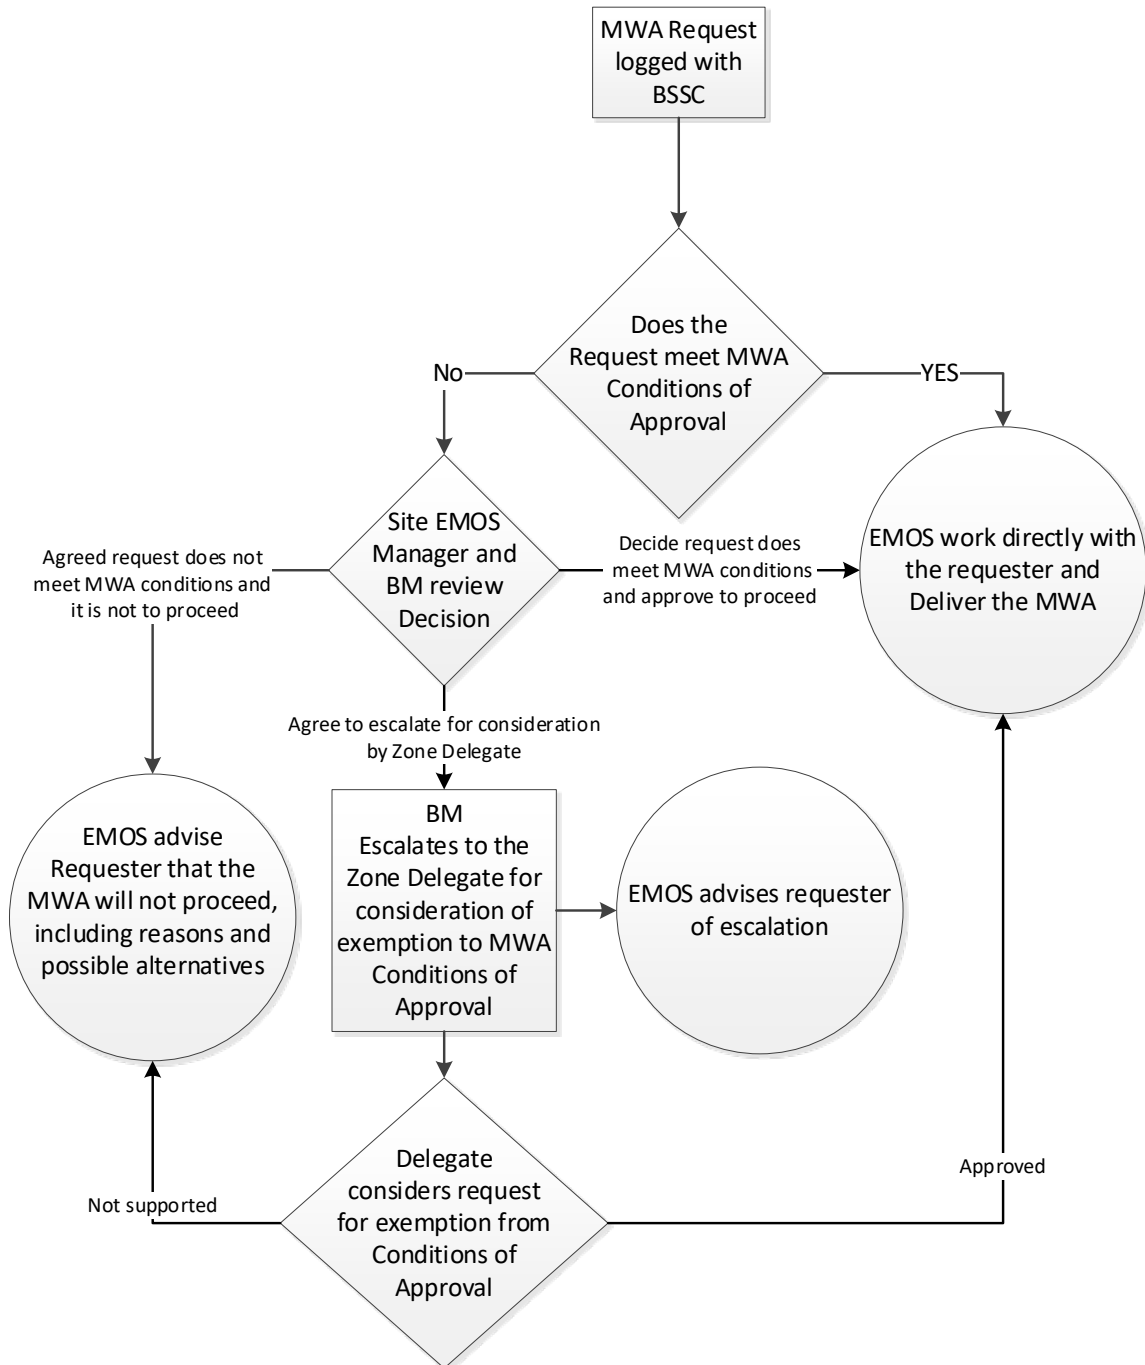 MWA Request
logged with
BSSC
Does the
Request meet MWA
Conditions of
Approval
No
YES
Site EMOS
Manager and
BM review
Decision
Agreed request does not
meet MWA conditions and
it is not to proceed
Decide request does
meet MWA conditions
and approve to proceed
EMOS work directly with
the requester and
Deliver the MWA
Agree to escalate for consideration
by Zone Delegate
EMOS advise
Requester that the
MWA will not proceed,
including reasons and
possible alternatives
BM
Escalates to the
Zone Delegate for
consideration of
exemption to MWA
Conditions of
Approval
EMOS advises requester
of escalation
Delegate
considers request
for exemption from
Conditions of
Approval
Not supported
Approved